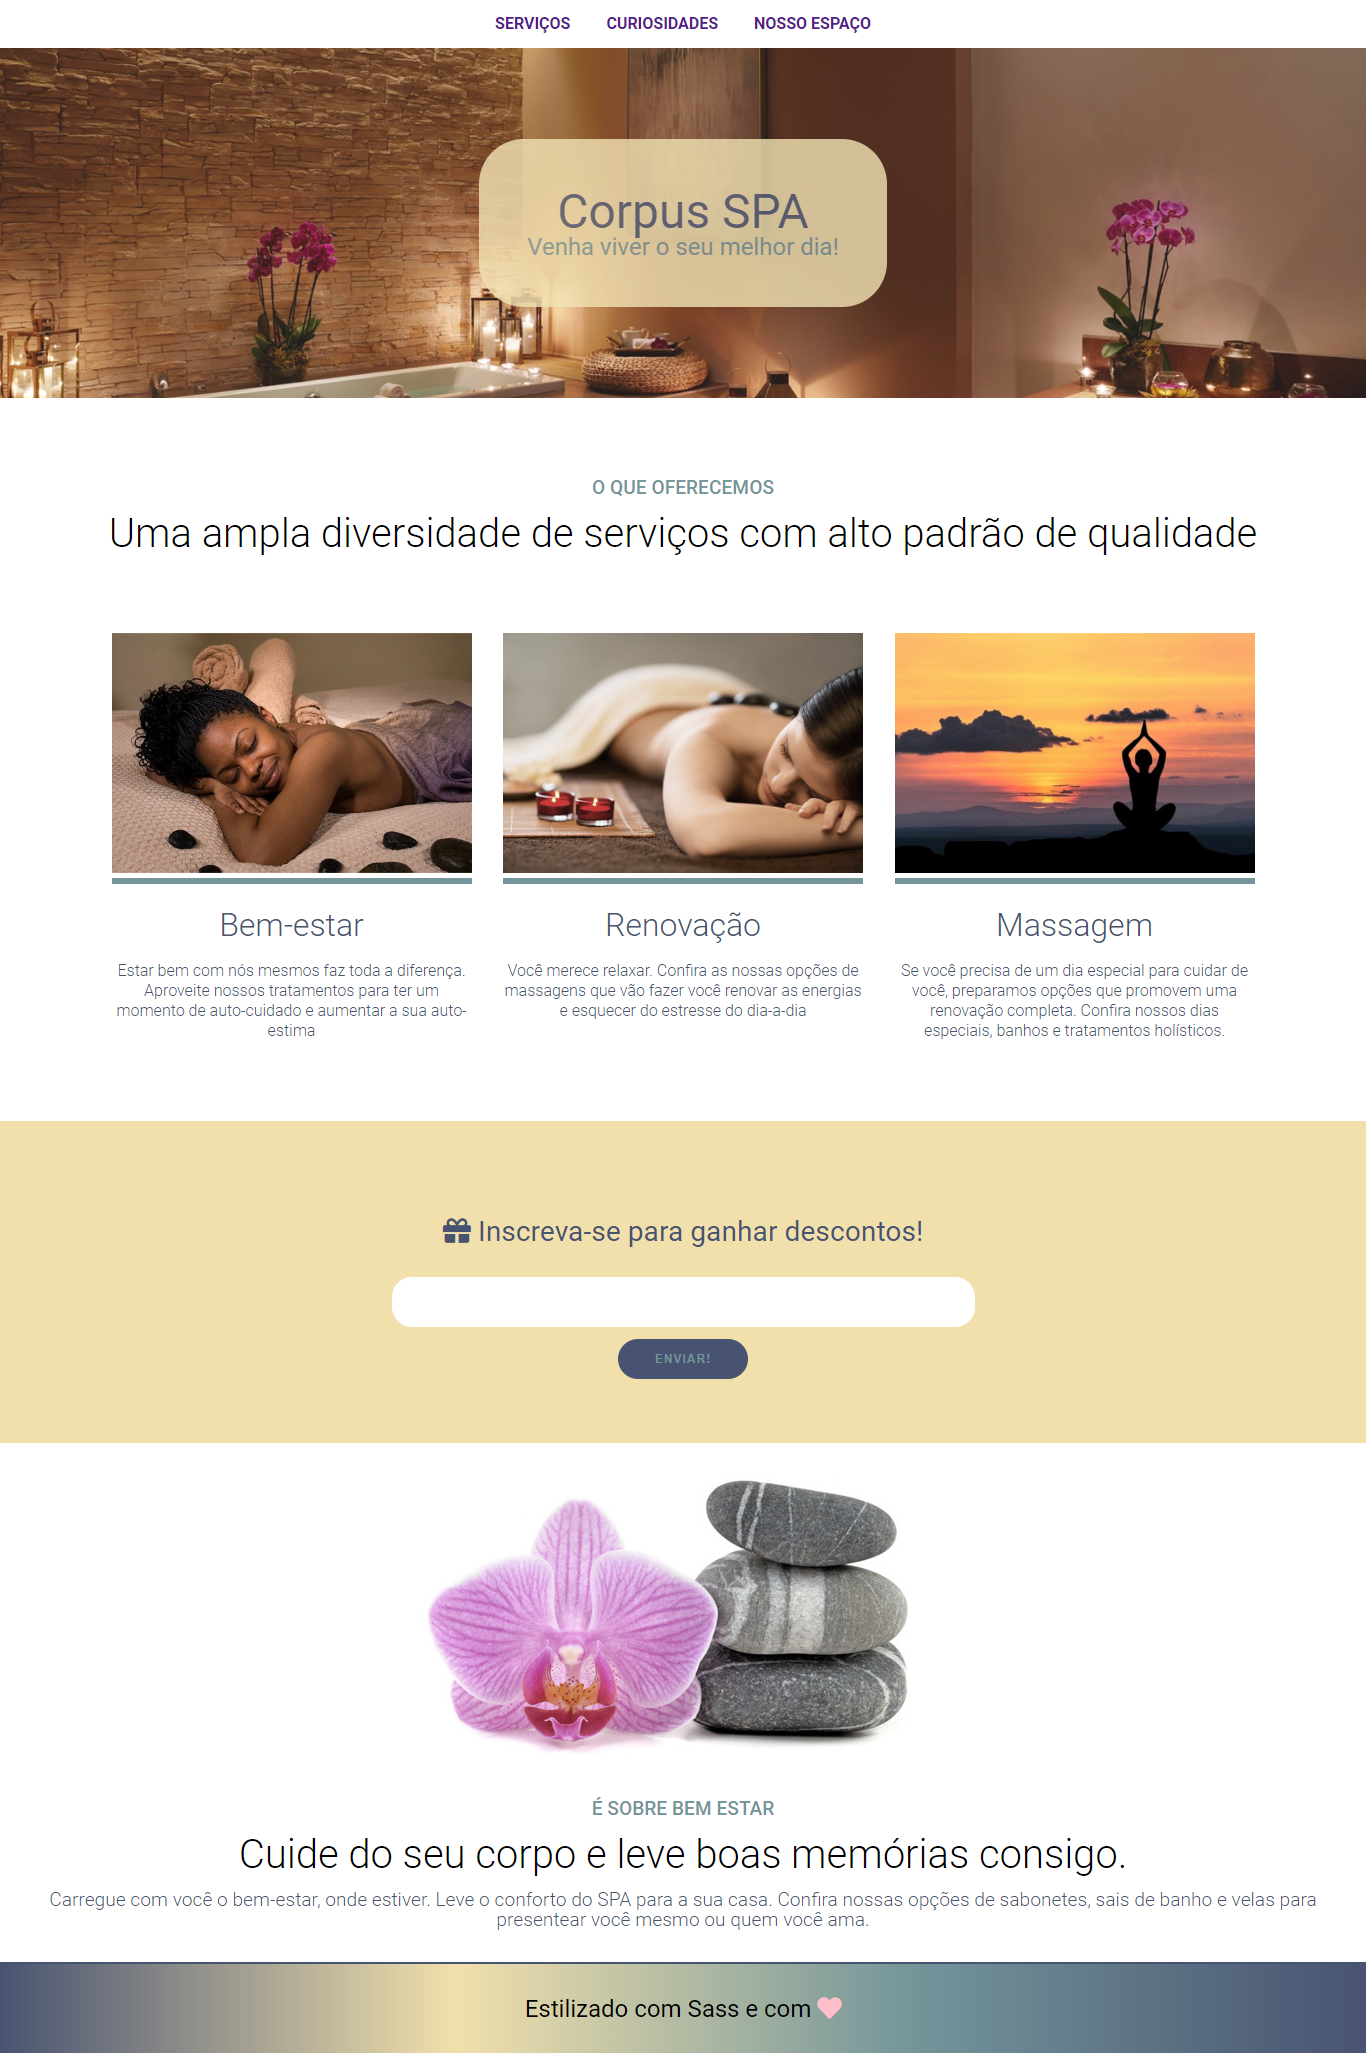 SERVIÇOS CURIOSIDADES NOSSO ESPAÇO
Corpus SPA
Venha viver o seu melhor dia!
O QUE OFERECEMOS
Uma ampla diversidade de serviços com alto padrão de qualidade
Bem-estar
Estar bem com nós mesmos faz toda a diferença.
Aproveite nossos tratamentos para ter um
momento de auto-cuidado e aumentar a sua auto-
estima
Renovação
Você merece relaxar. Confira as nossas opções de
massagens que vão fazer você renovar as energias
e esquecer do estresse do dia-a-dia
Massagem
Se você precisa de um dia especial para cuidar de
você, preparamos opções que promovem uma
renovação completa. Confira nossos dias
especiais, banhos e tratamentos holísticos.
Inscreva-se para ganhar descontos!
ENVIAR!
É SOBRE BEM ESTAR
Cuide do seu corpo e leve boas memórias consigo.
Carregue com você o bem-estar, onde estiver. Leve o conforto do SPA para a sua casa. Confira nossas opções de sabonetes, sais de banho e velas para
presentear você mesmo ou quem você ama.
Estilizado com Sass e com